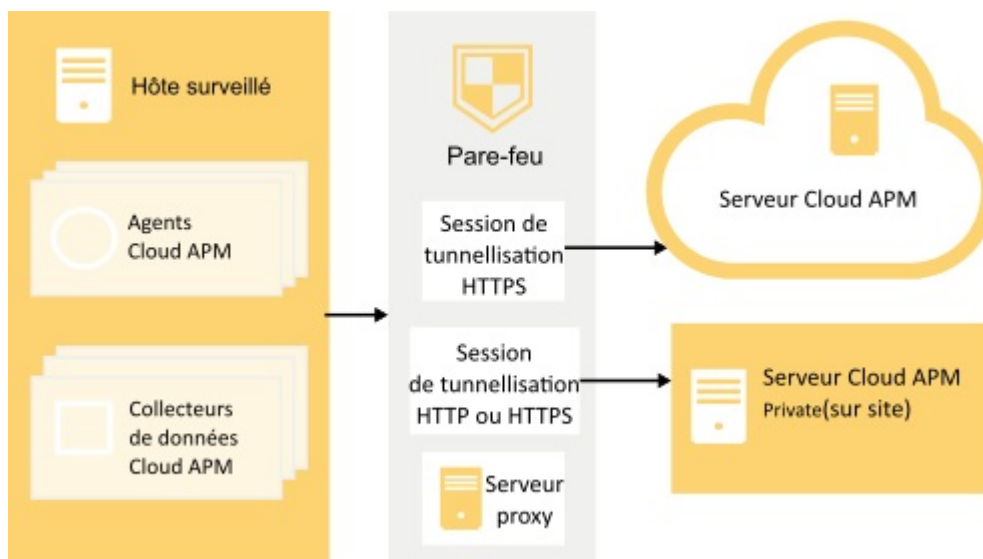 Hôte surveillé
Agents
Cloud APM
Collecteurs
de données
Cloud APM
Pare-feu
Session de
tunnellisation
HTTPS
Session
de tunnellisation
HTTP ou HTTPS
Serveur
proxy
Serveur Cloud APM
Serveur Cloud APM
Private(sur site)